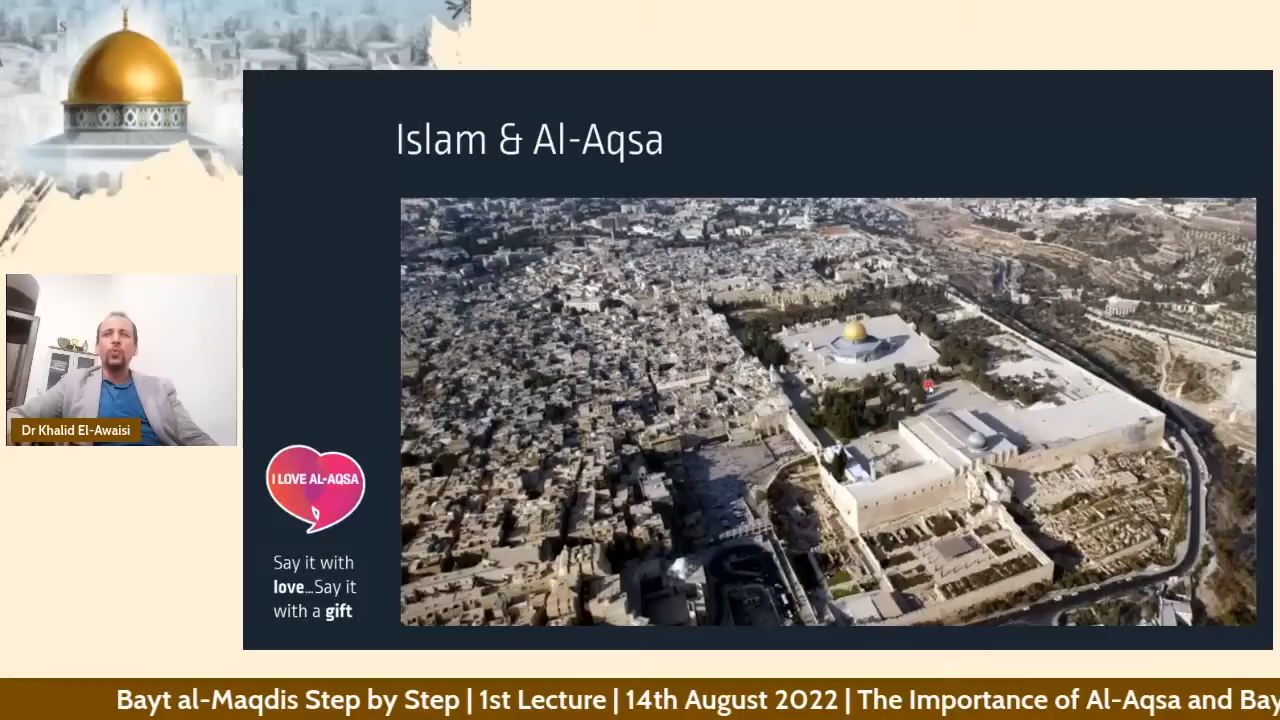 Islam & Al-Aqsa
Dr Khalid El-Awaisi
I LOVE AL-AQSA
Say it with
love...Say it
with a gift
Bayt al-Maqdis Step by Step | 1st Lecture | 14th August 2022 | The Importance of Al-Aqsa and Bay